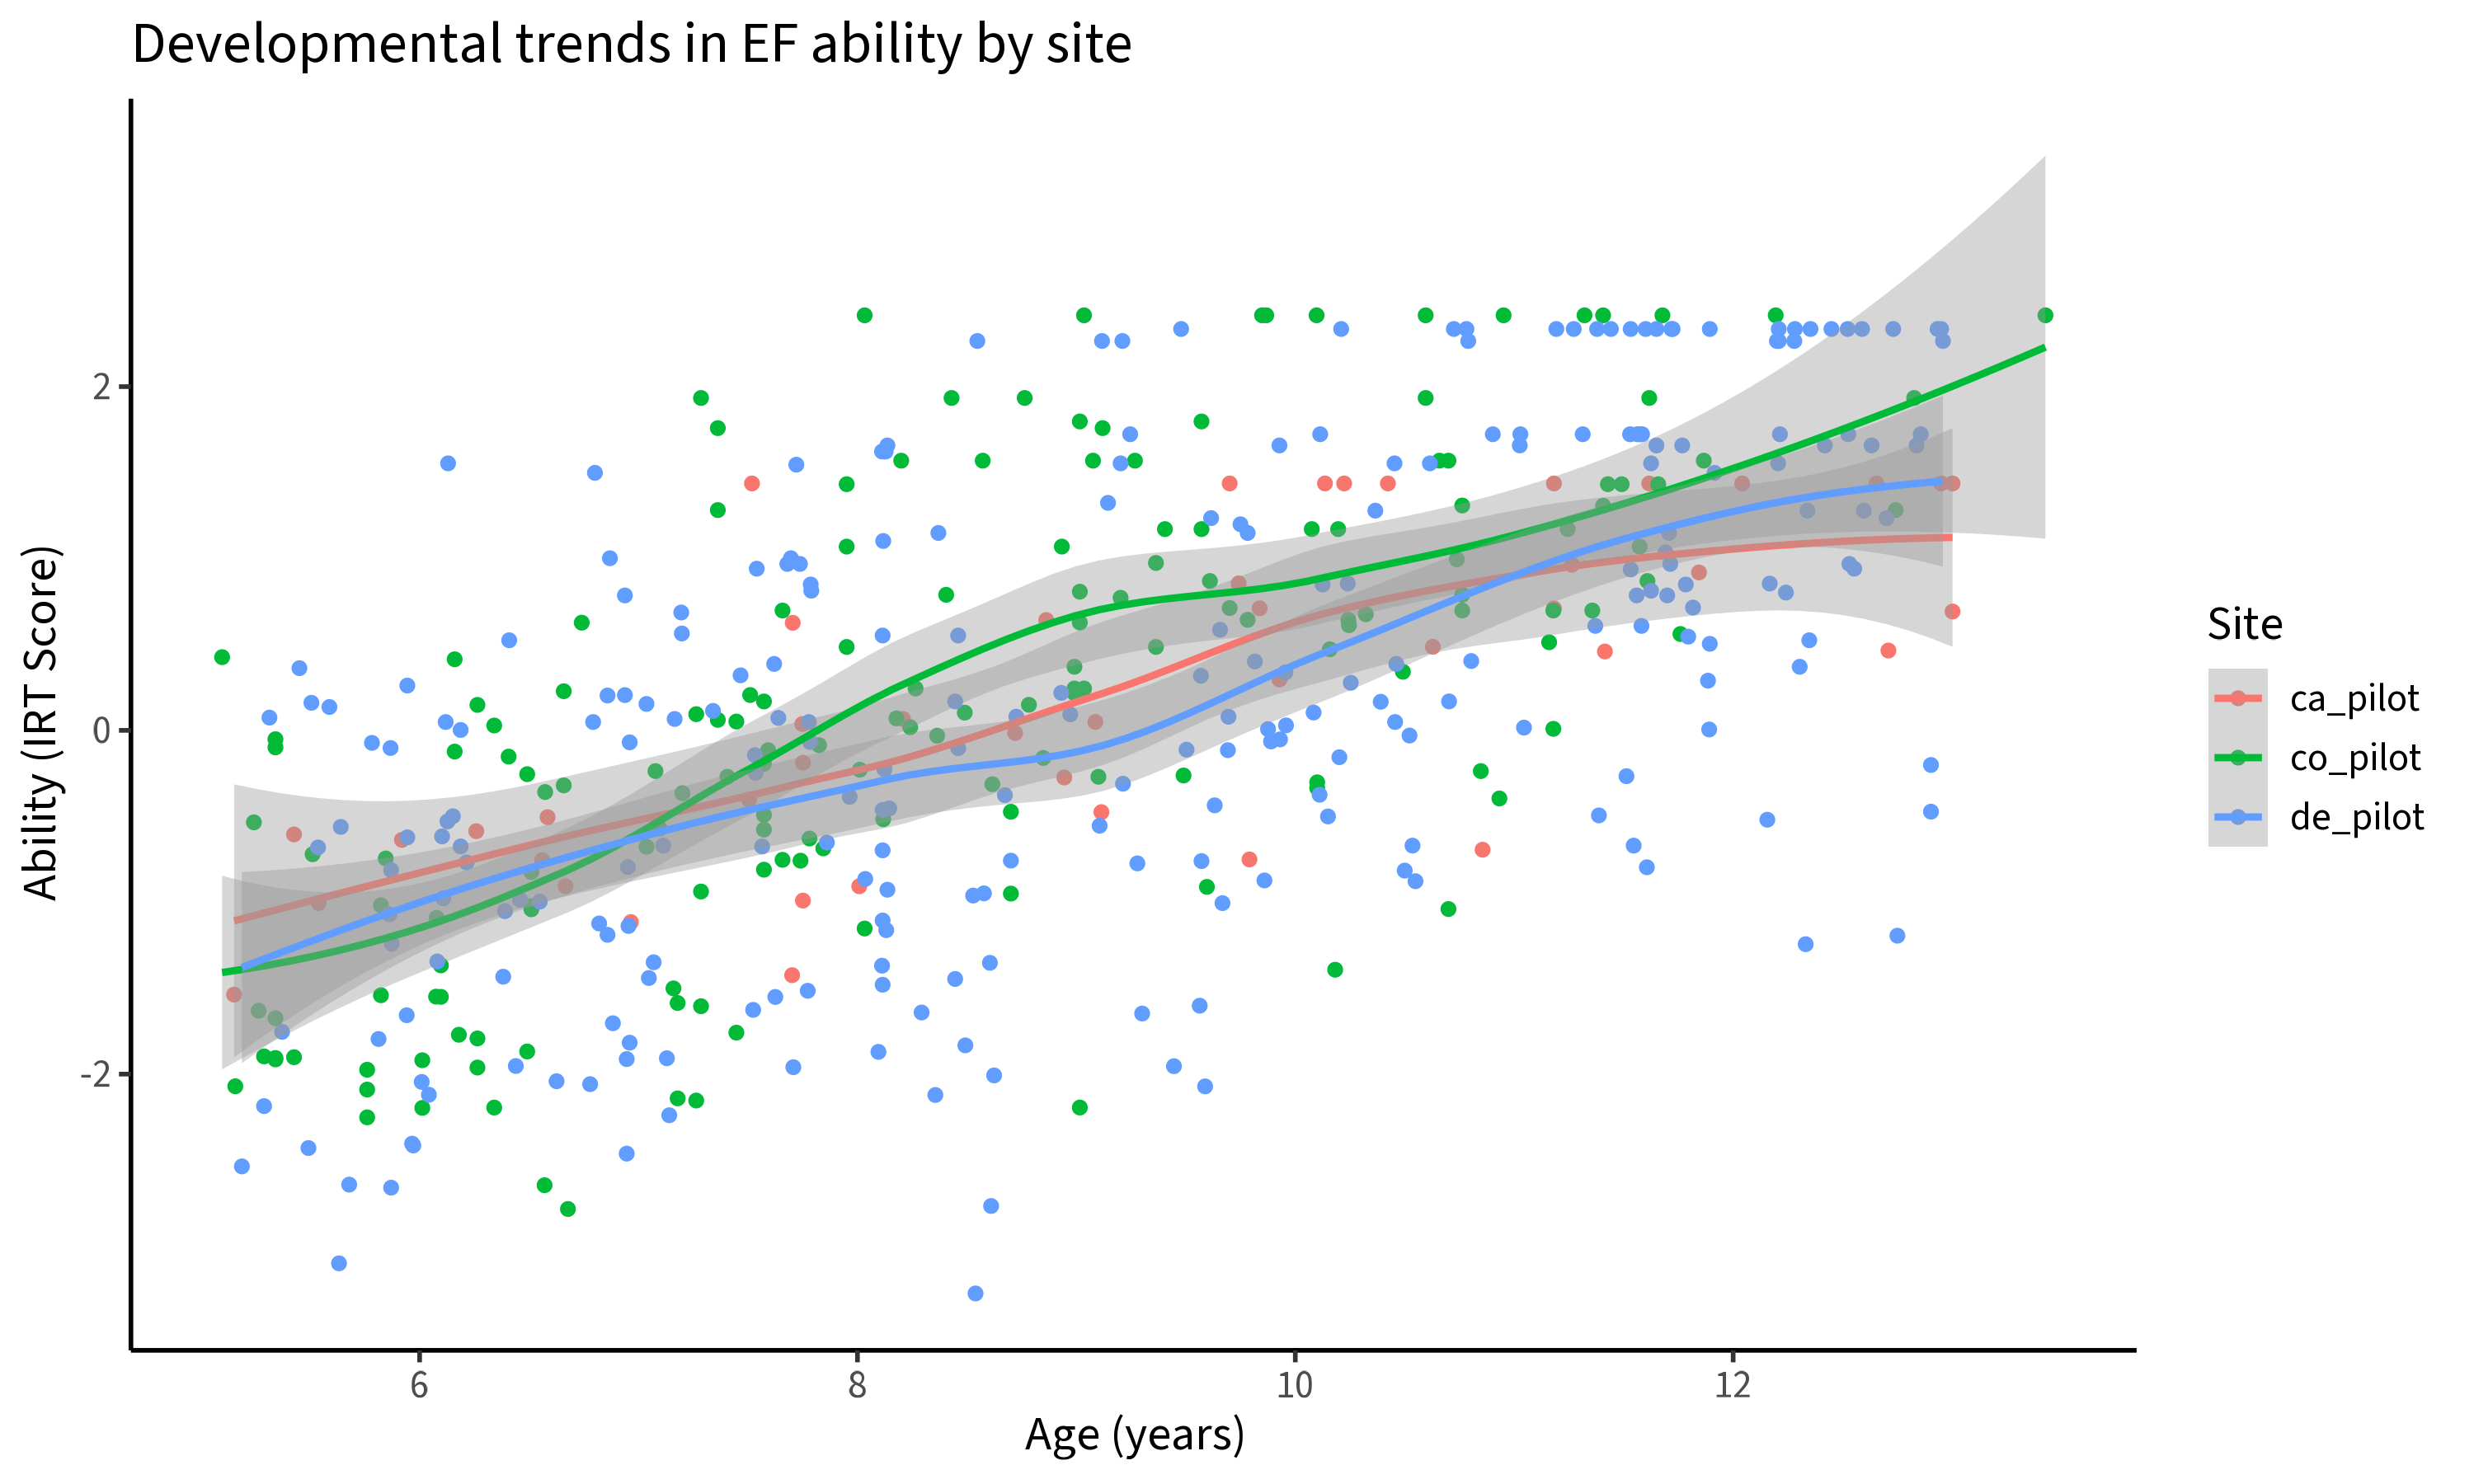 Developmental trends in EF ability by site
Ability (IRT Score)
2
0
-2
6 8 10 12
Age (years)
Site
ca_pilot
co_pilot
de_pilot